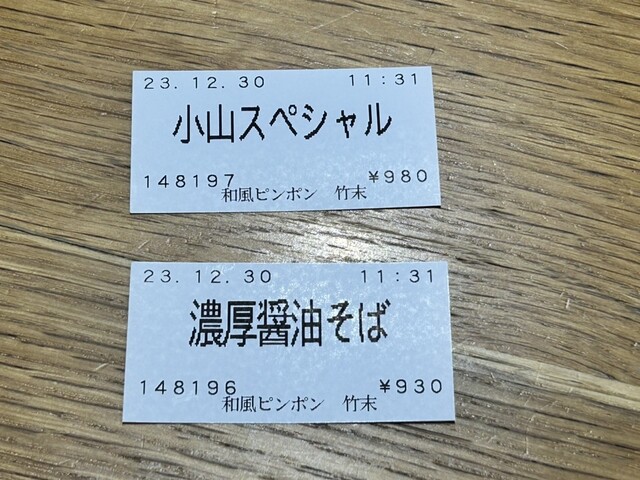 23.12.30 11:31
小山スペシャル
148197 ¥980
和風ピンポン 竹末
23.12.30 11:31
濃厚醤油そば
148196 ¥930
和風ピンポン 竹末